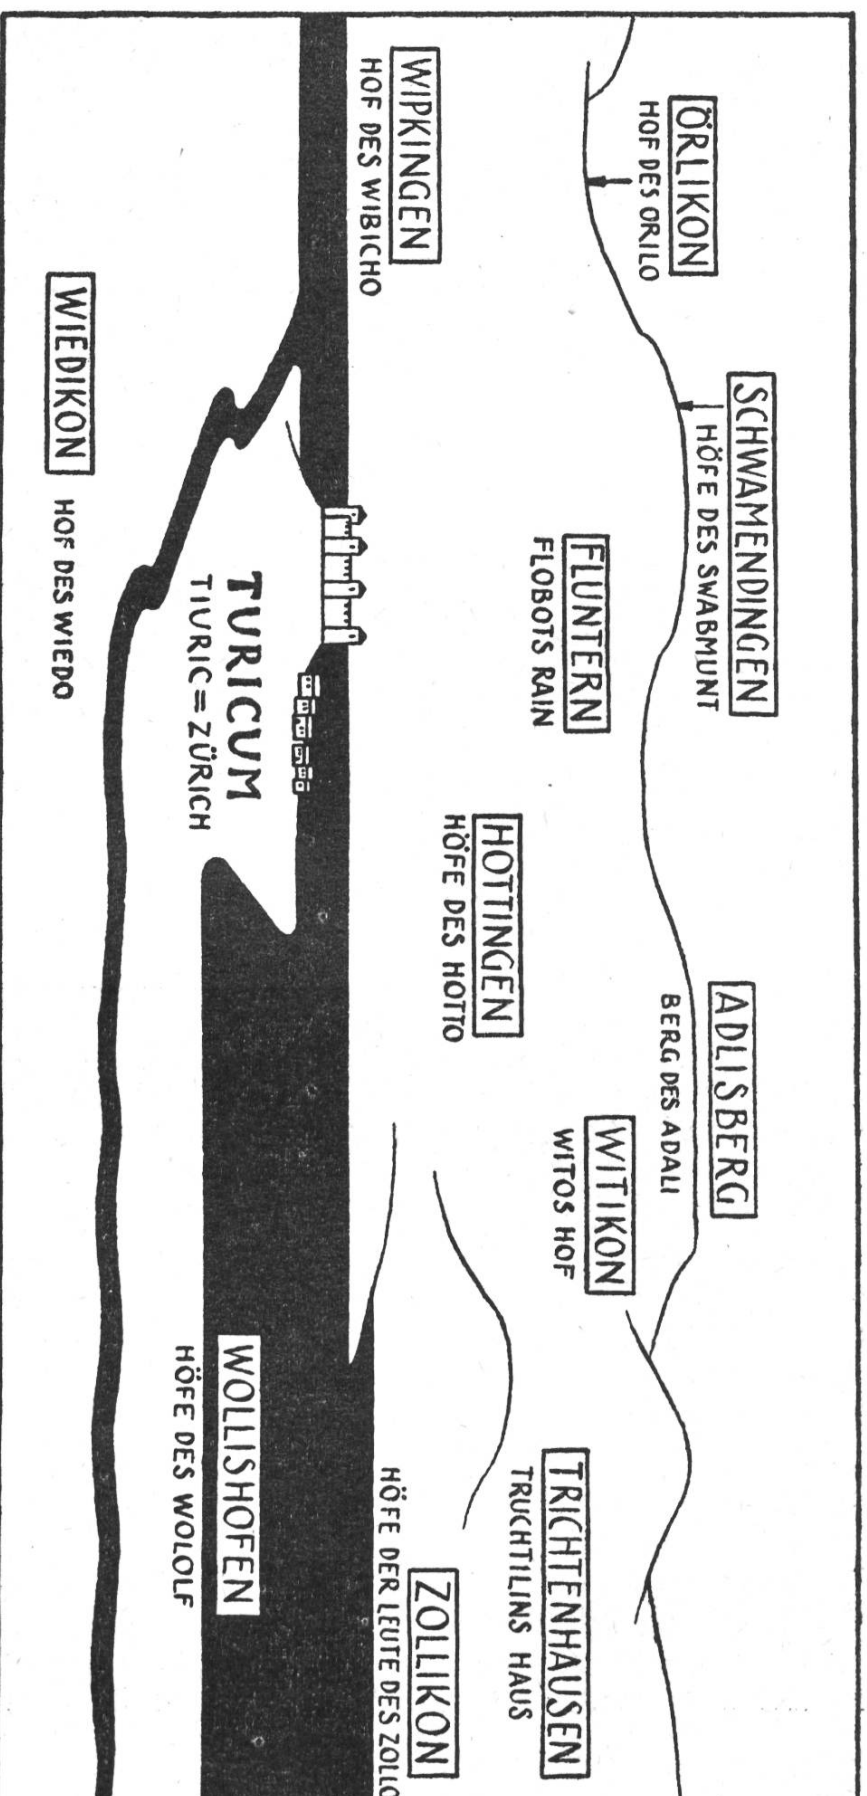 ÖRLIKON
HOF DES ORILO
SCHWAMENDINGEN
HÖFE DES SWABMUNT
ADLISBERG
BERG DES ADALI
WITIKON
WITOS HOF
TRICHTENHAUSEN
TRUCHTILINS HAUS
FLUNTERN
FLOBOTS RAIN
HOTTINGEN
HÖFE DES HOTTO
WIPKINGEN
HOF DES WIBICHO
ZOLLIKON
HÖFE DER LEUTE DES ZOLLO
TURICUM
TIURIC=ZÜRICH
WOLLISHOFEN
HÖFE DES WOLOLF
WIEDIKON
HOF DES WIEDO